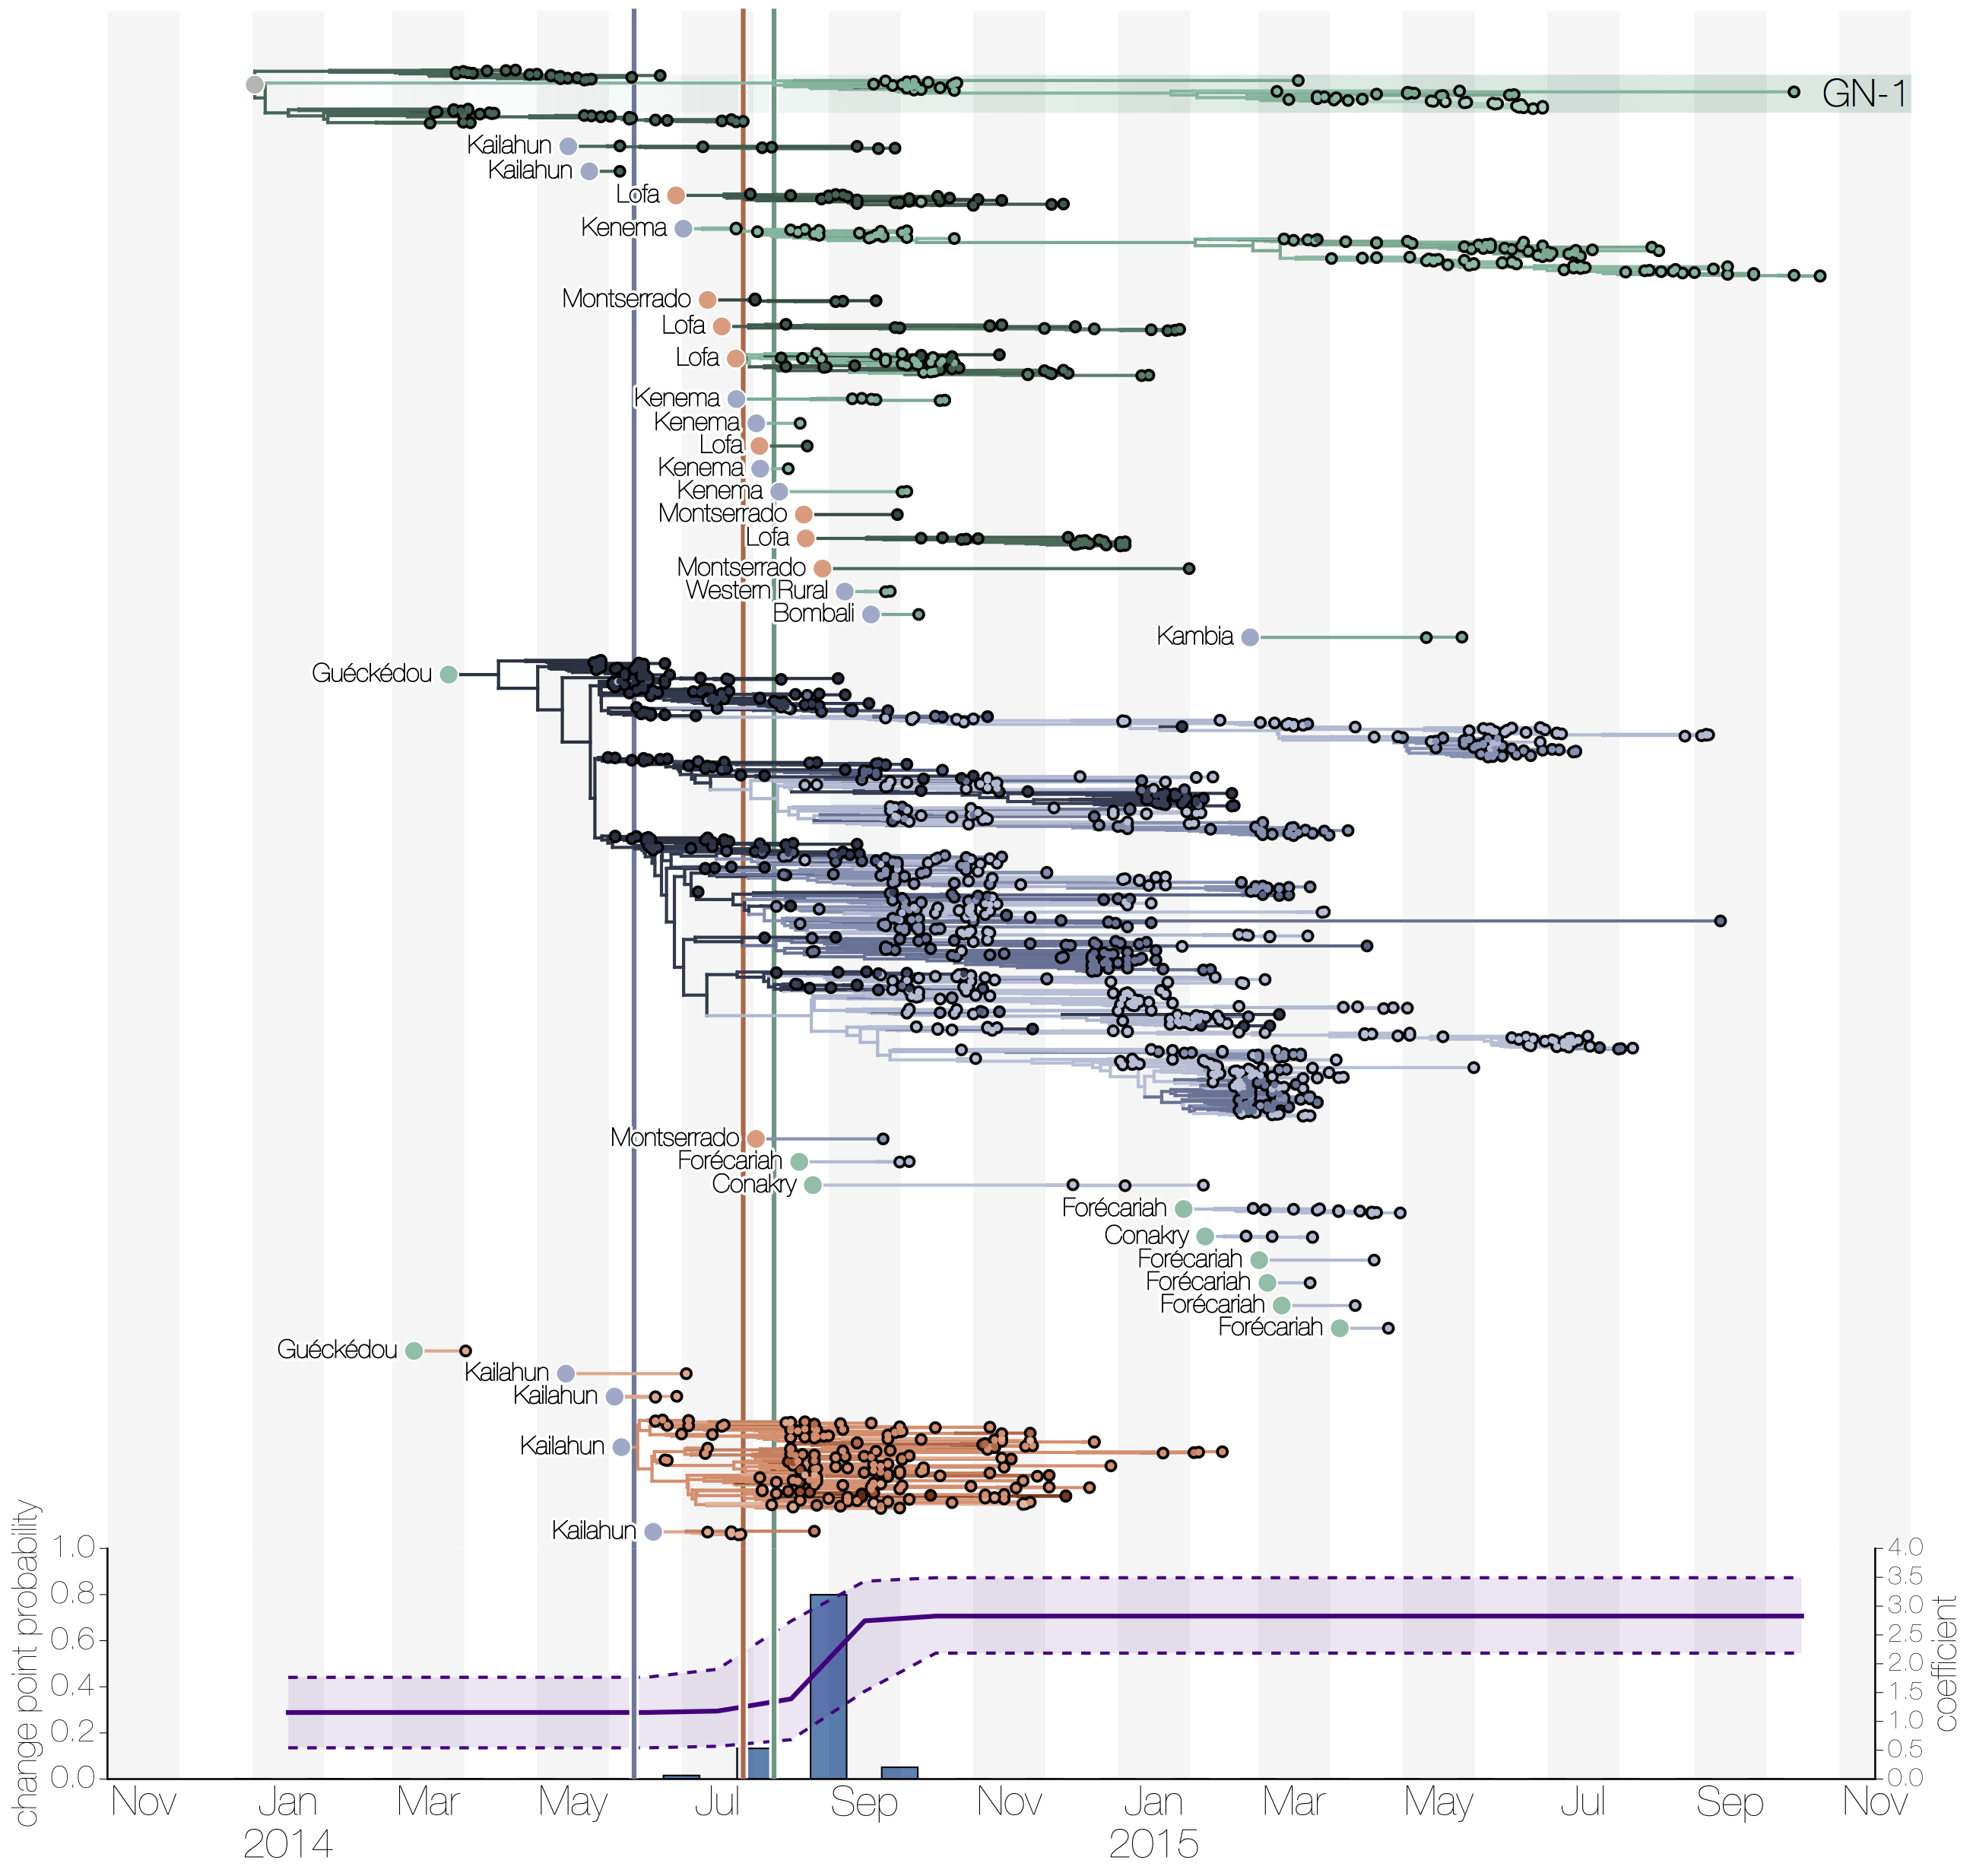 GN-1
Kailahun
Kailahun
Lofa
Kenema
Montserrado
Lofa
Lofa
Kenema
Kenema
Lofa
Kenema
Kenema
Montserrado
Lofa
Montserrado
Western Rural
Bombali
Kambia
Guéckédou
Montserrado
Forécariah
Conakry
Forécariah
Conakry
Forécariah
Forécariah
Forécariah
Forécariah
Guéckédou
Kailahun
Kailahun
Kailahun
Kailahun
change point probability
1.0
0.8
0.6
0.4
0.2
0.0
4.0
3.5
3.0
2.5
2.0
1.5
1.0
0.5
0.0
coefficient
Nov Jan Mar May Jul Sep Nov Jan Mar May Jul Sep Nov
2014 2015